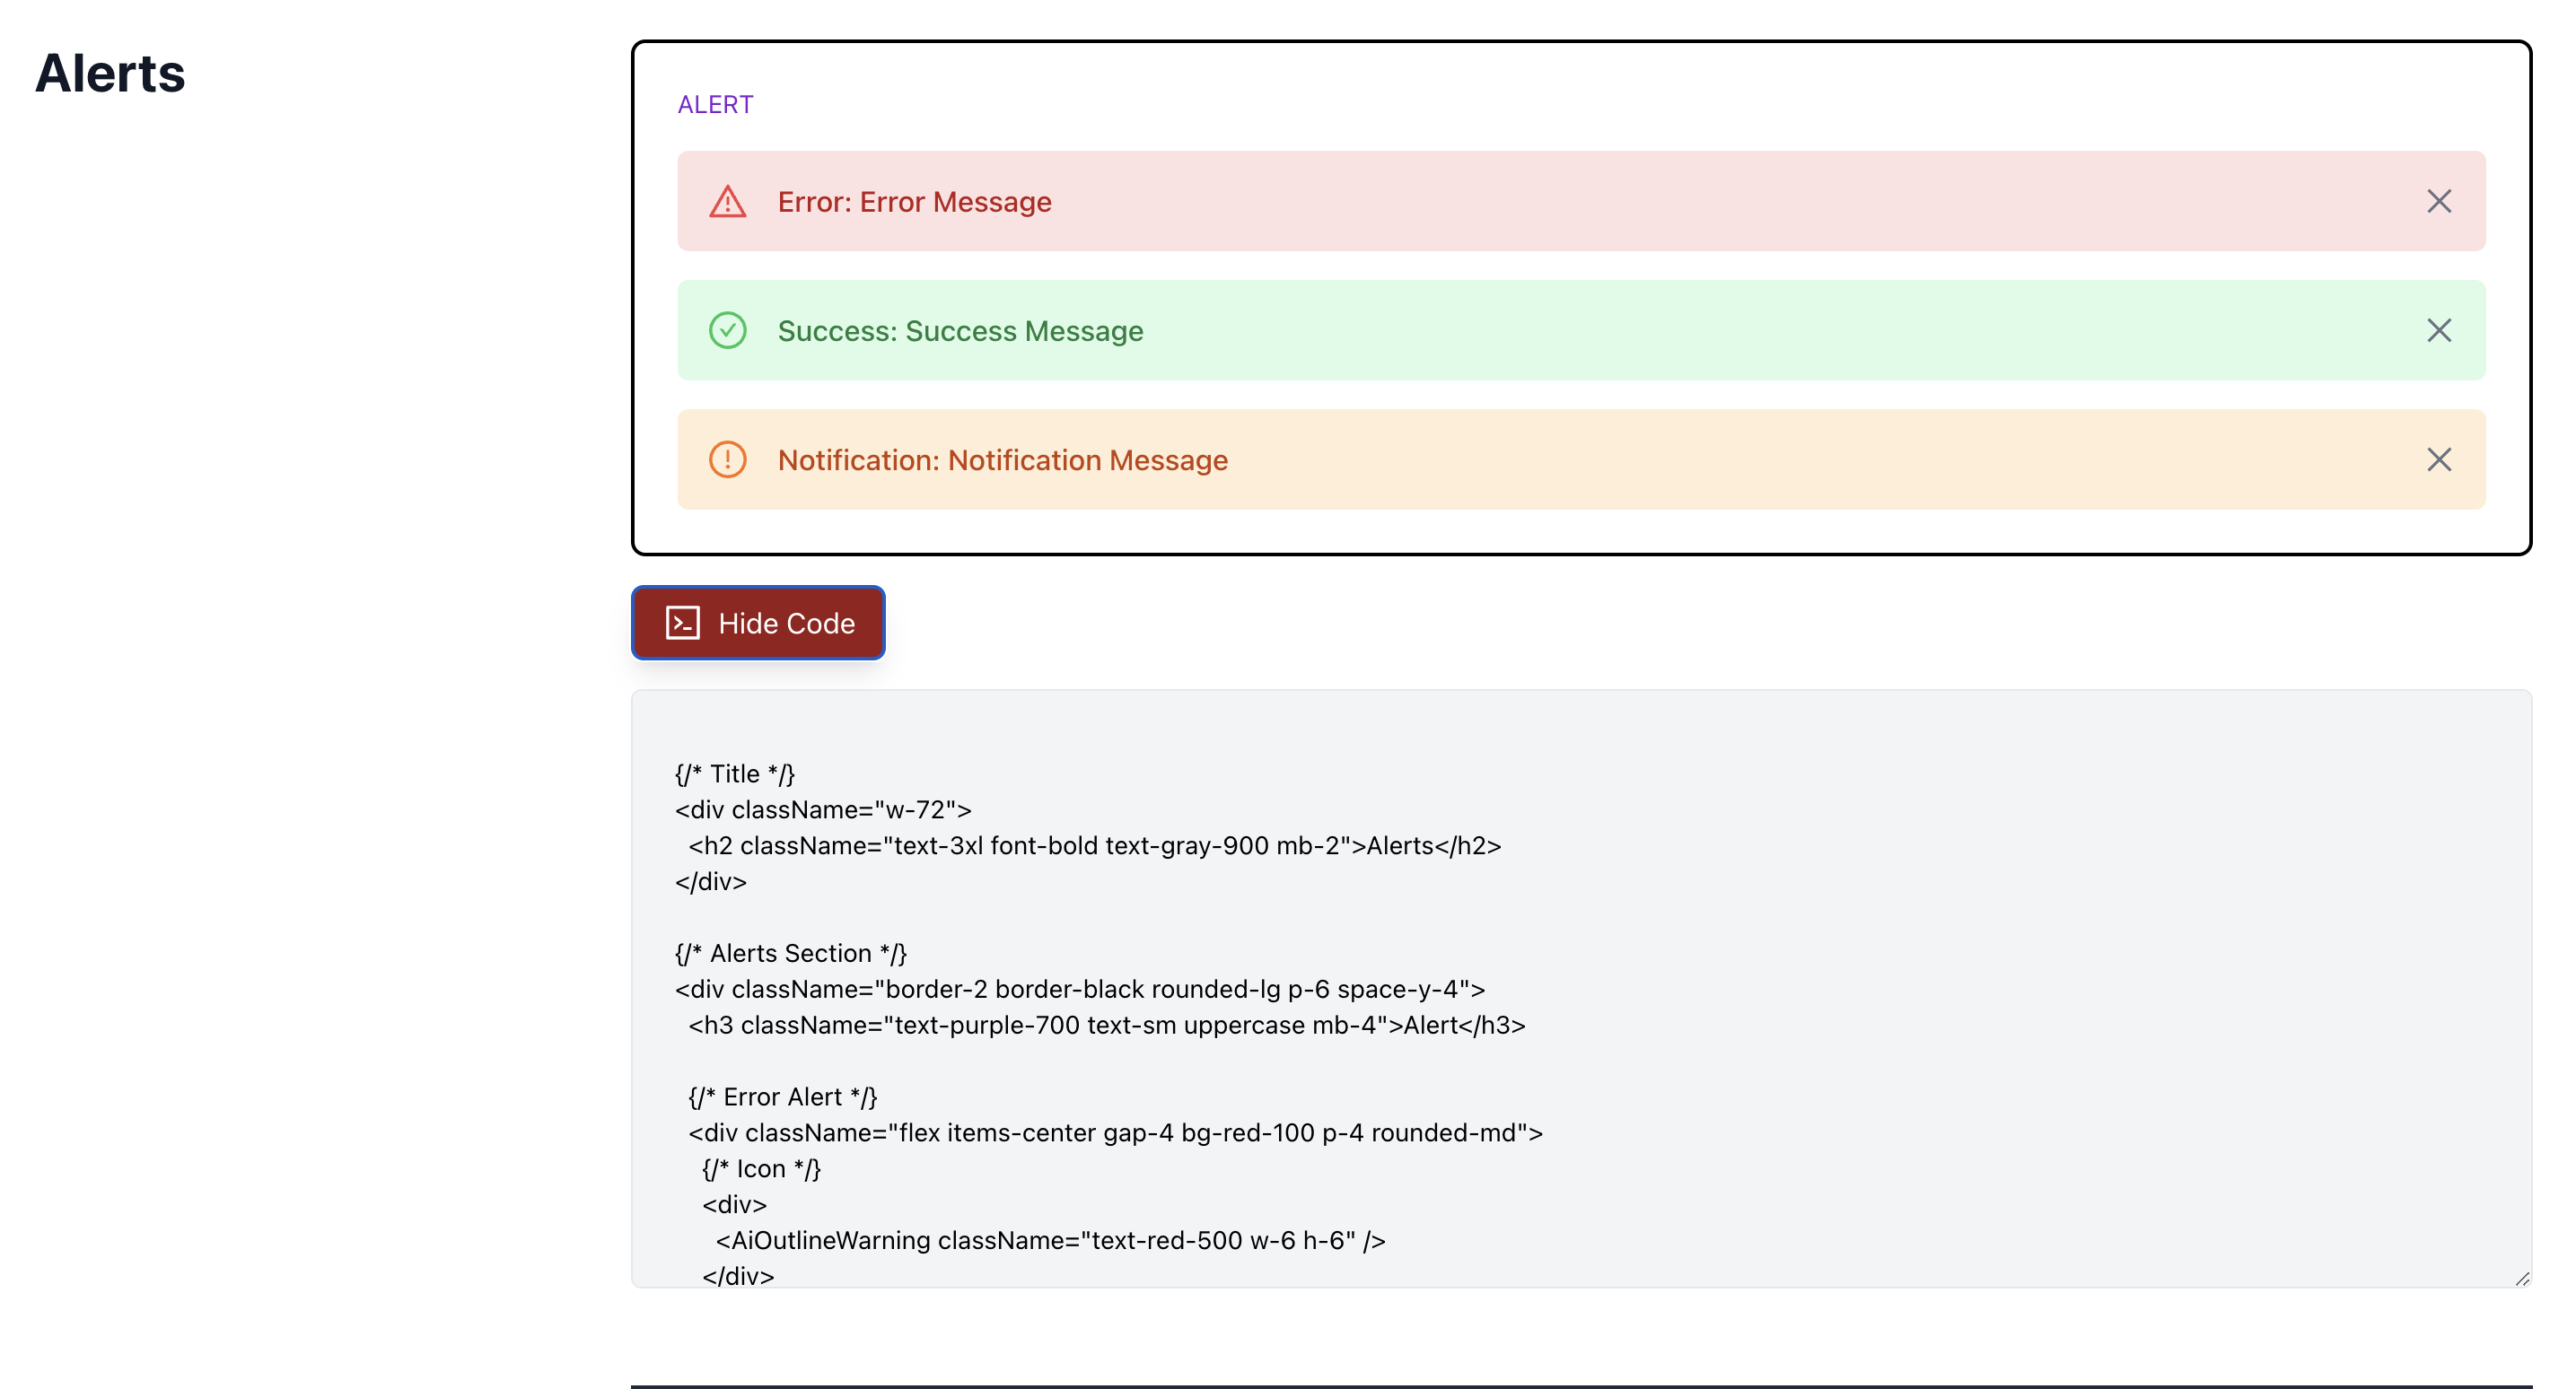 Alerts
ALERT
Error: Error Message
Success: Success Message
Notification: Notification Message
Hide Code
{/* Title */}
<div className="w-72">
  <h2 className="text-3xl font-bold text-gray-900 mb-2">Alerts</h2>
</div>

{/* Alerts Section */}
<div className="border-2 border-black rounded-lg p-6 space-y-4">
  <h3 className="text-purple-700 text-sm uppercase mb-4">Alert</h3>

  {/* Error Alert */}
  <div className="flex items-center gap-4 bg-red-100 p-4 rounded-md">
    {/* Icon */}
    <div>
      <AiOutlineWarning className="text-red-500 w-6 h-6" />
    </div>